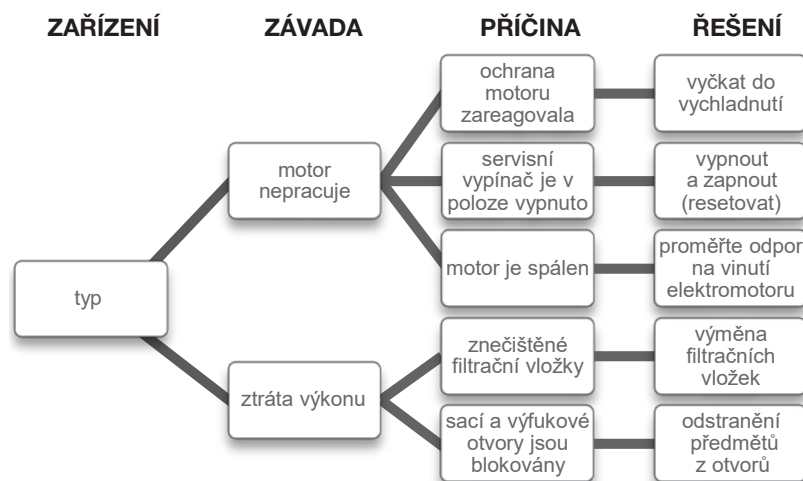 ZAŘÍZENÍ
ZÁVADA
PŘÍČINA
ŘEŠENÍ
typ
motor
nepracuje
ztráta výkonu
ochrana
motoru
zareagovala
servisní
vypínač je v
poloze vypnuto
motor je spálen
znečištěné
filtrační vložky
sací a výfukové
otvory jsou
blokovány
vyčkat do
vychladnutí
vypnout
a zapnout
(resetovat)
proměřte odpor
na vinutí
elektromotoru
výměna
filtračních
vložek
odstranění
předmětů
z otvorů